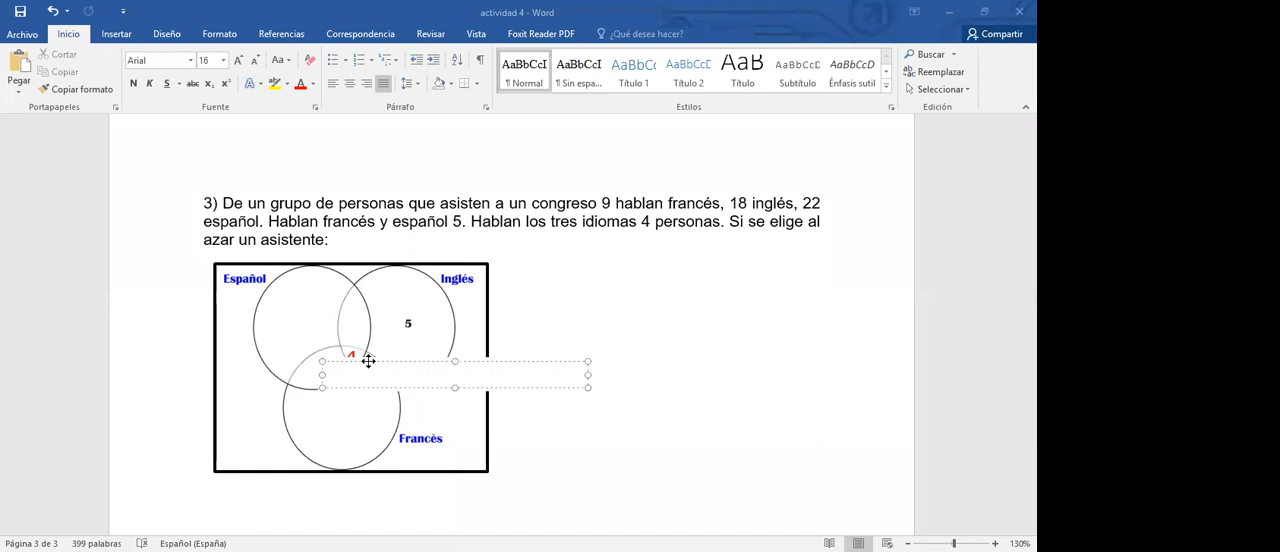 actividad 4 - Word
Archivo Inicio Insertar Diseño Formato Referencias Correspondencia Revisar Vista Foxit Reader PDF ¿Qué desea hacer? Compartir
Pegar
Cortar
Copiar
Copiar formato
Portapapeles
Arial 16
N K S abc x₂ x²
Fuente
Párrafo
AaBbCcI AaBbCcI AaBbCc AaBbCcD AaB AaBbCcD AaBbCcD
¶ Normal ¶ Sin espa... Título 1 Título 2 Título Subtítulo Énfasis sutil
Estilos
Buscar
Reemplazar
Seleccionar
Edición
3) De un grupo de personas que asisten a un congreso 9 hablan francés, 18 inglés, 22
español. Hablan francés y español 5. Hablan los tres idiomas 4 personas. Si se elige al
azar un asistente:
Español Inglés
5
4
Francès
Página 3 de 3 399 palabras Español (España) 130%